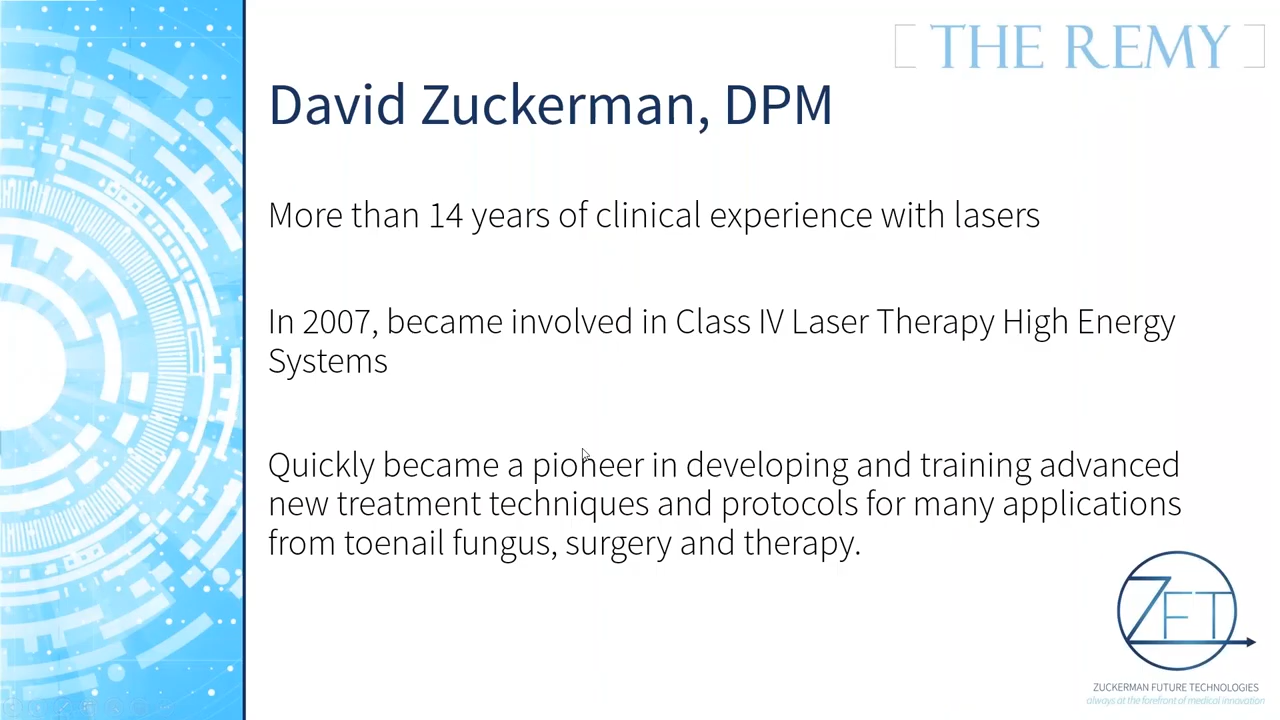 THE REMY
David Zuckerman, DPM
More than 14 years of clinical experience with lasers
In 2007, became involved in Class IV Laser Therapy High Energy
Systems
Quickly became a pioneer in developing and training advanced
new treatment techniques and protocols for many applications
from toenail fungus, surgery and therapy.
ZFT
ZUCKERMAN FUTURE TECHNOLOGIES
always at the forefront of medical innovation